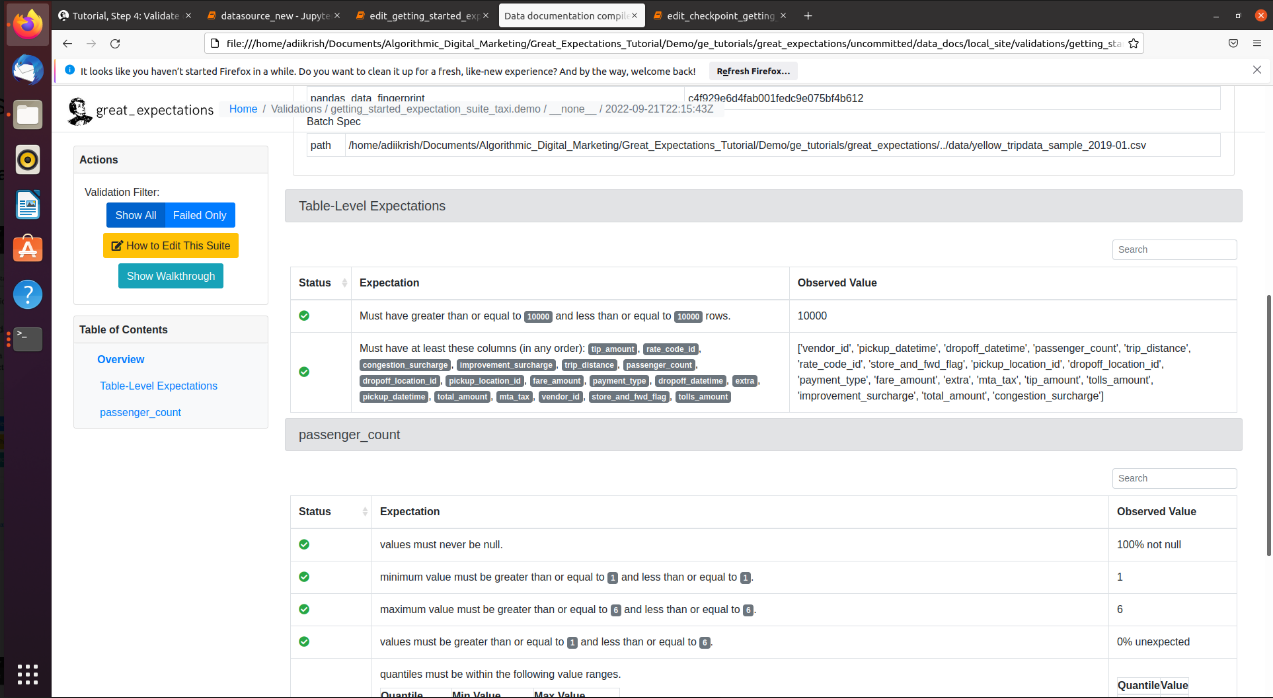 Tutorial, Step 4: Validate
datasource_new - Jupyte
edit_getting_started_exp
Data documentation compile
edit_checkpoint_getting_
file:///home/adiikrish/Documents/Algorithmic_Digital_Marketing/Great_Expectations_Tutorial/Demo/ge_tutorials/great_expectations/uncommitted/data_docs/local_site/validations/getting_sta
It looks like you haven't started Firefox in a while. Do you want to clean it up for a fresh, like-new experience? And by the way, welcome back! Refresh Firefox...
pandas_data_fingerprint c4f929e6d4fab001fedc9e075bf4b612
great_expectations Home / Validations / getting_started_expectation_suite_taxi.demo / __none__ / 2022-09-21T22:15:43Z
Batch Spec
path /home/adiikrish/Documents/Algorithmic_Digital_Marketing/Great_Expectations_Tutorial/Demo/ge_tutorials/great_expectations/../data/yellow_tripdata_sample_2019-01.csv
Actions
Validation Filter:
Show All Failed Only
How to Edit This Suite
Show Walkthrough
Table of Contents
Overview
Table-Level Expectations
passenger_count
Table-Level Expectations
Search
Status Expectation Observed Value
Must have greater than or equal to 10000 and less than or equal to 10000 rows. 10000
Must have at least these columns (in any order): tip_amount, rate_code_id,
congestion_surcharge, improvement_surcharge, trip_distance, passenger_count,
dropoff_location_id, pickup_location_id, fare_amount, payment_type, dropoff_datetime, extra,
pickup_datetime, total_amount, mta_tax, vendor_id, store_and_fwd_flag, tolls_amount
['vendor_id', 'pickup_datetime', 'dropoff_datetime', 'passenger_count', 'trip_distance',
'rate_code_id', 'store_and_fwd_flag', 'pickup_location_id', 'dropoff_location_id',
'payment_type', 'fare_amount', 'extra', 'mta_tax', 'tip_amount', 'tolls_amount',
'improvement_surcharge', 'total_amount', 'congestion_surcharge']
passenger_count
Search
Status Expectation Observed Value
values must never be null. 100% not null
minimum value must be greater than or equal to 1 and less than or equal to 1. 1
maximum value must be greater than or equal to 6 and less than or equal to 6. 6
values must be greater than or equal to 1 and less than or equal to 6. 0% unexpected
quantiles must be within the following value ranges.
Quantile Min Value Max Value
Quantile Value